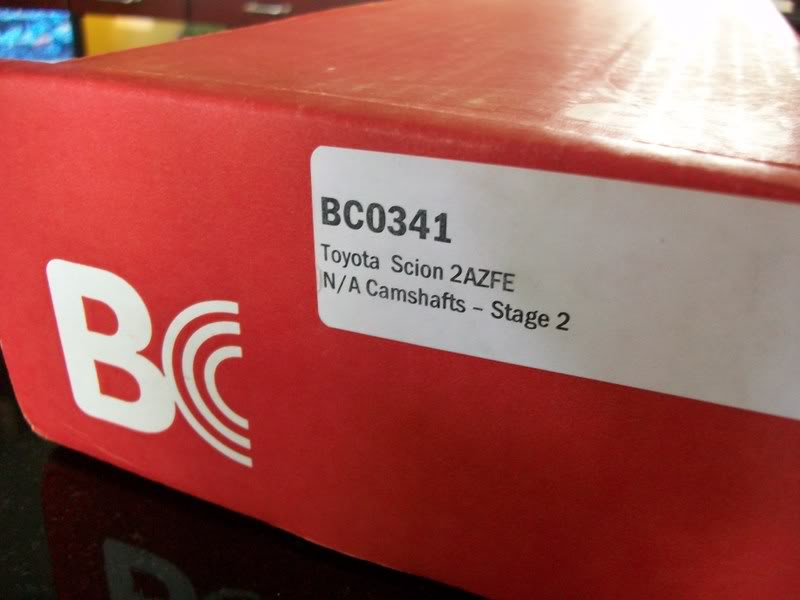 BC0341
Toyota Scion 2AZFE
N/A Camshafts – Stage 2
BC